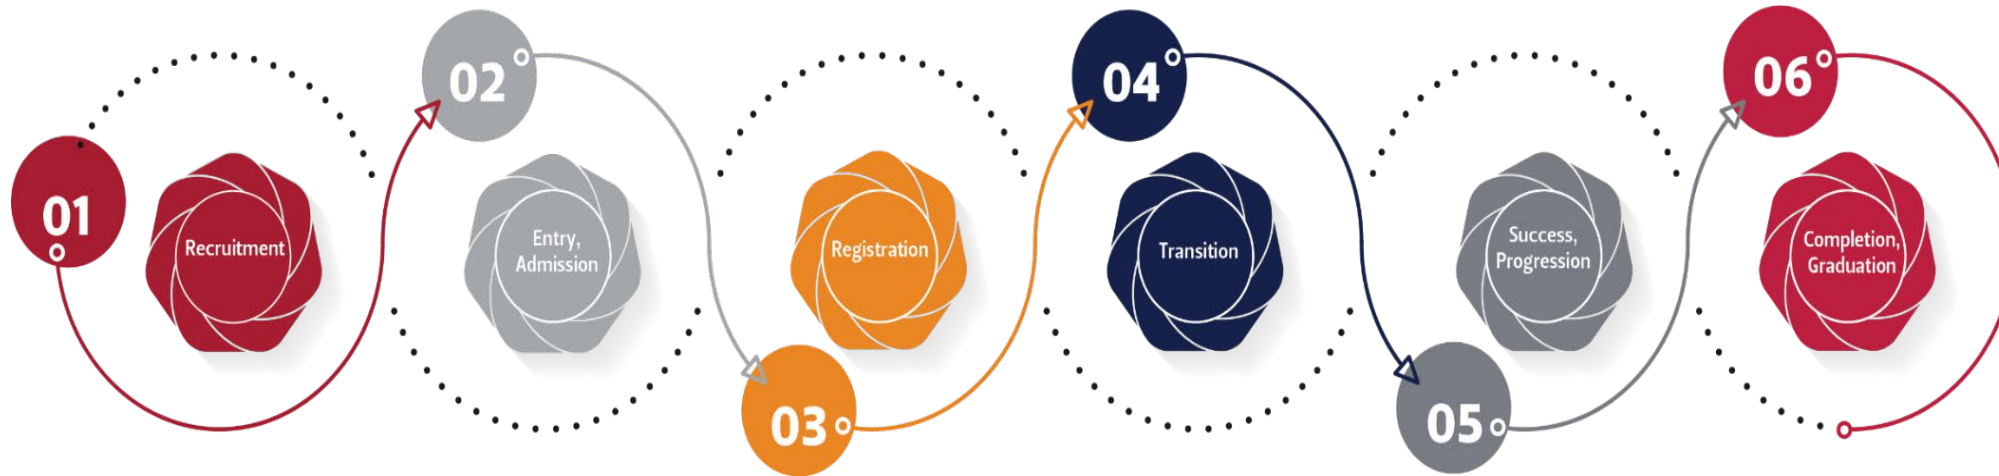 01
Recruitment
02
Entry,
Admission
03
Registration
04
Transition
05
Success,
Progression
06
Completion,
Graduation